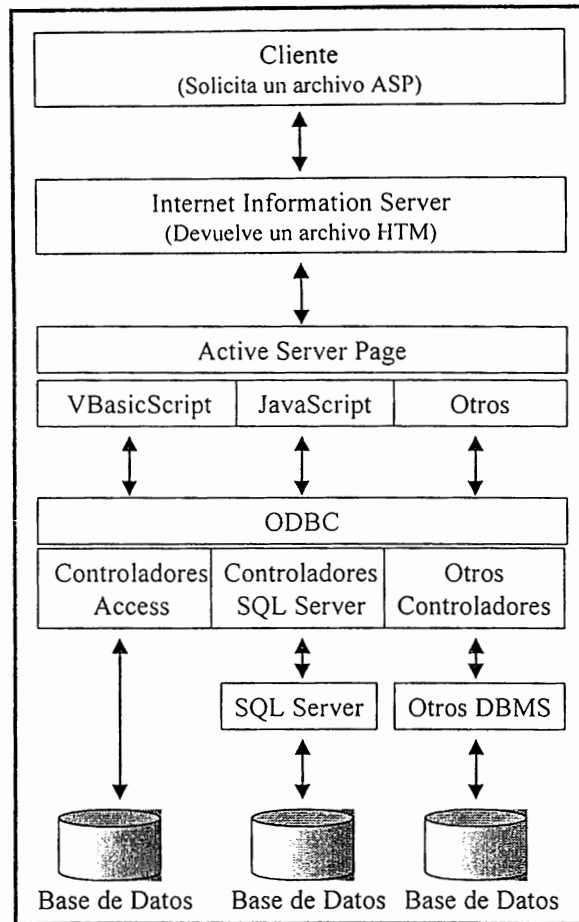 Cliente
(Solicita un archivo ASP)
Internet Information Server
(Devuelve un archivo HTM)
Active Server Page
VBasicScript JavaScript Otros
ODBC
Controladores Controladores Otros
Access SQL Server Controladores
SQL Server Otros DBMS
Base de Datos Base de Datos Base de Datos